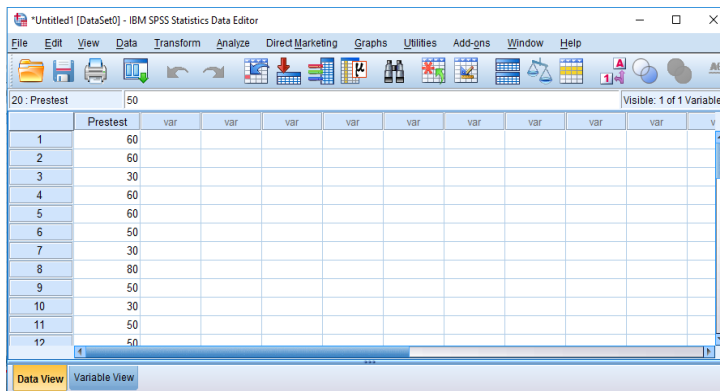 *Untitled1 [DataSet0] - IBM SPSS Statistics Data Editor
File Edit View Data Transform Analyze Direct Marketing Graphs Utilities Add-ons Window Help
20 : Prestest 50 Visible: 1 of 1 Variable
Prestest var var var var var var var var var v
1 60
2 60
3 30
4 60
5 60
6 50
7 30
8 80
9 50
10 30
11 50
12 50
Data View Variable View